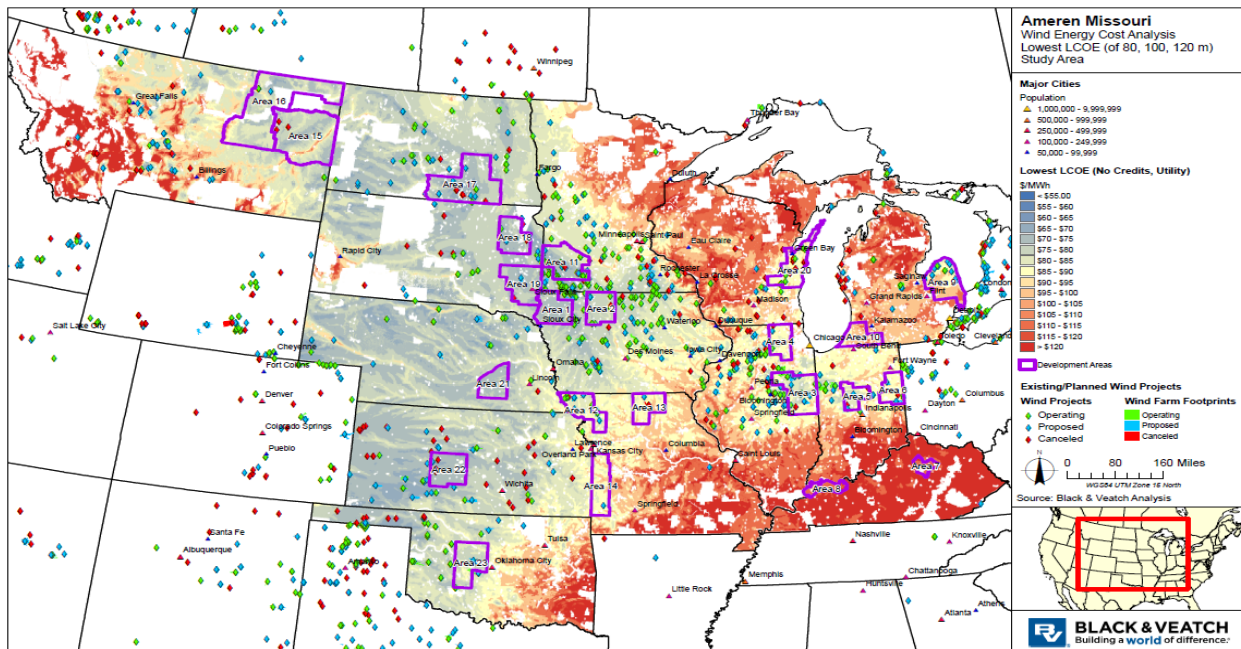 Ameren Missouri
Wind Energy Cost Analysis
Lowest LCOE (of 80, 100, 120 m)
Study Area
Major Cities
Population
1,000,000 - 9,999,999
500,000 - 999,999
250,000 - 499,999
100,000 - 249,999
50,000 - 99,999
Lowest LCOE (No Credits, Utility)
$/MWh
< $55.00
$55 - $60
$60 - $65
$65 - $70
$70 - $75
$75 - $80
$80 - $85
$85 - $90
$90 - $95
$95 - $100
$100 - $105
$105 - $110
$110 - $115
$115 - $120
> $120
Development Areas
Existing/Planned Wind Projects
Wind Projects
Wind Farm Footprints
Operating
Operating
Proposed
Proposed
Canceled
Canceled
N
0 80 160 Miles
WGS84 UTM Zone 16 North
Source: Black & Veatch Analysis
BV
BLACK & VEATCH
Building a world of difference.
Winnipeg
Great Falls
Area 16
Thunder Bay
Area 15
Billings
Fargo
Duluth
Area 17
Minneapolis
Saint Paul
Eau Claire
Green Bay
Area 18
Rapid City
Area 11
Rochester
La Crosse
Area 20
Saginaw
Area 9
Flint
London
Area 19
Sioux Falls
Madison
Grand Rapids
Area 1
Sioux City
Area 2
Waterloo
Dubuque
Kalamazoo
Salt Lake City
Area 4
Chicago
Area 10
South Bend
Toledo
Cleveland
Cheyenne
Fort Collins
Omaha
Des Moines
Iowa City
Davenport
Fort Wayne
Area 21
Lincoln
Peoria
Area 3
Area 5
Area 6
Denver
Area 12
Area 13
Bloomington
Springfield
Indianapolis
Dayton
Columbus
Colorado Springs
Pueblo
Lawrence
Overland Park
Kansas City
Columbia
Saint Louis
Bloomington
Cincinnati
Area 22
Wichita
Area 14
Area 7
Area 8
Springfield
Santa Fe
Albuquerque
Amarillo
Tulsa
Area 23
Oklahoma City
Nashville
Knoxville
Little Rock
Memphis
Chattanooga
Huntsville
Atlanta
Athens